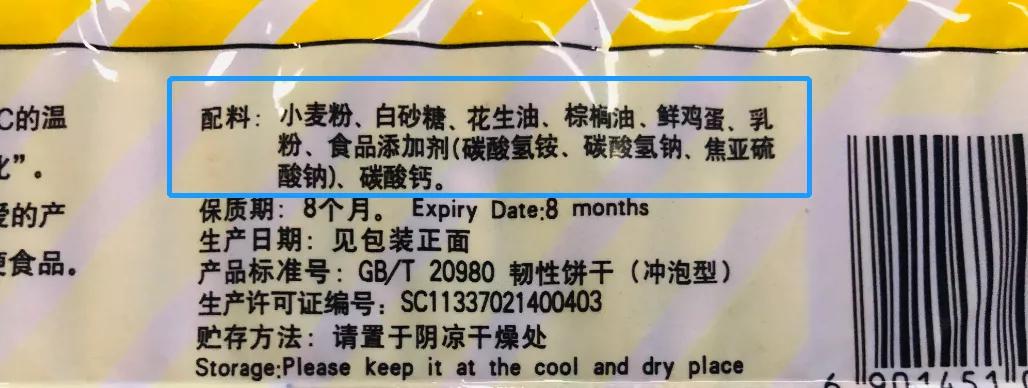 C的温
化”。
爱的产
更食品。
配料：小麦粉、白砂糖、花生油、棕榈油、鲜鸡蛋、乳
粉、食品添加剂(碳酸氢铵、碳酸氢钠、焦亚硫
酸钠)、碳酸钙。
保质期：8个月。 Expiry Date:8 months
生产日期：见包装正面
产品标准号：GB/T 20980 韧性饼干（冲泡型）
生产许可证编号：SC11337021400403
贮存方法：请置于阴凉干燥处
Storage:Please keep it at the cool and dry place
6 901451